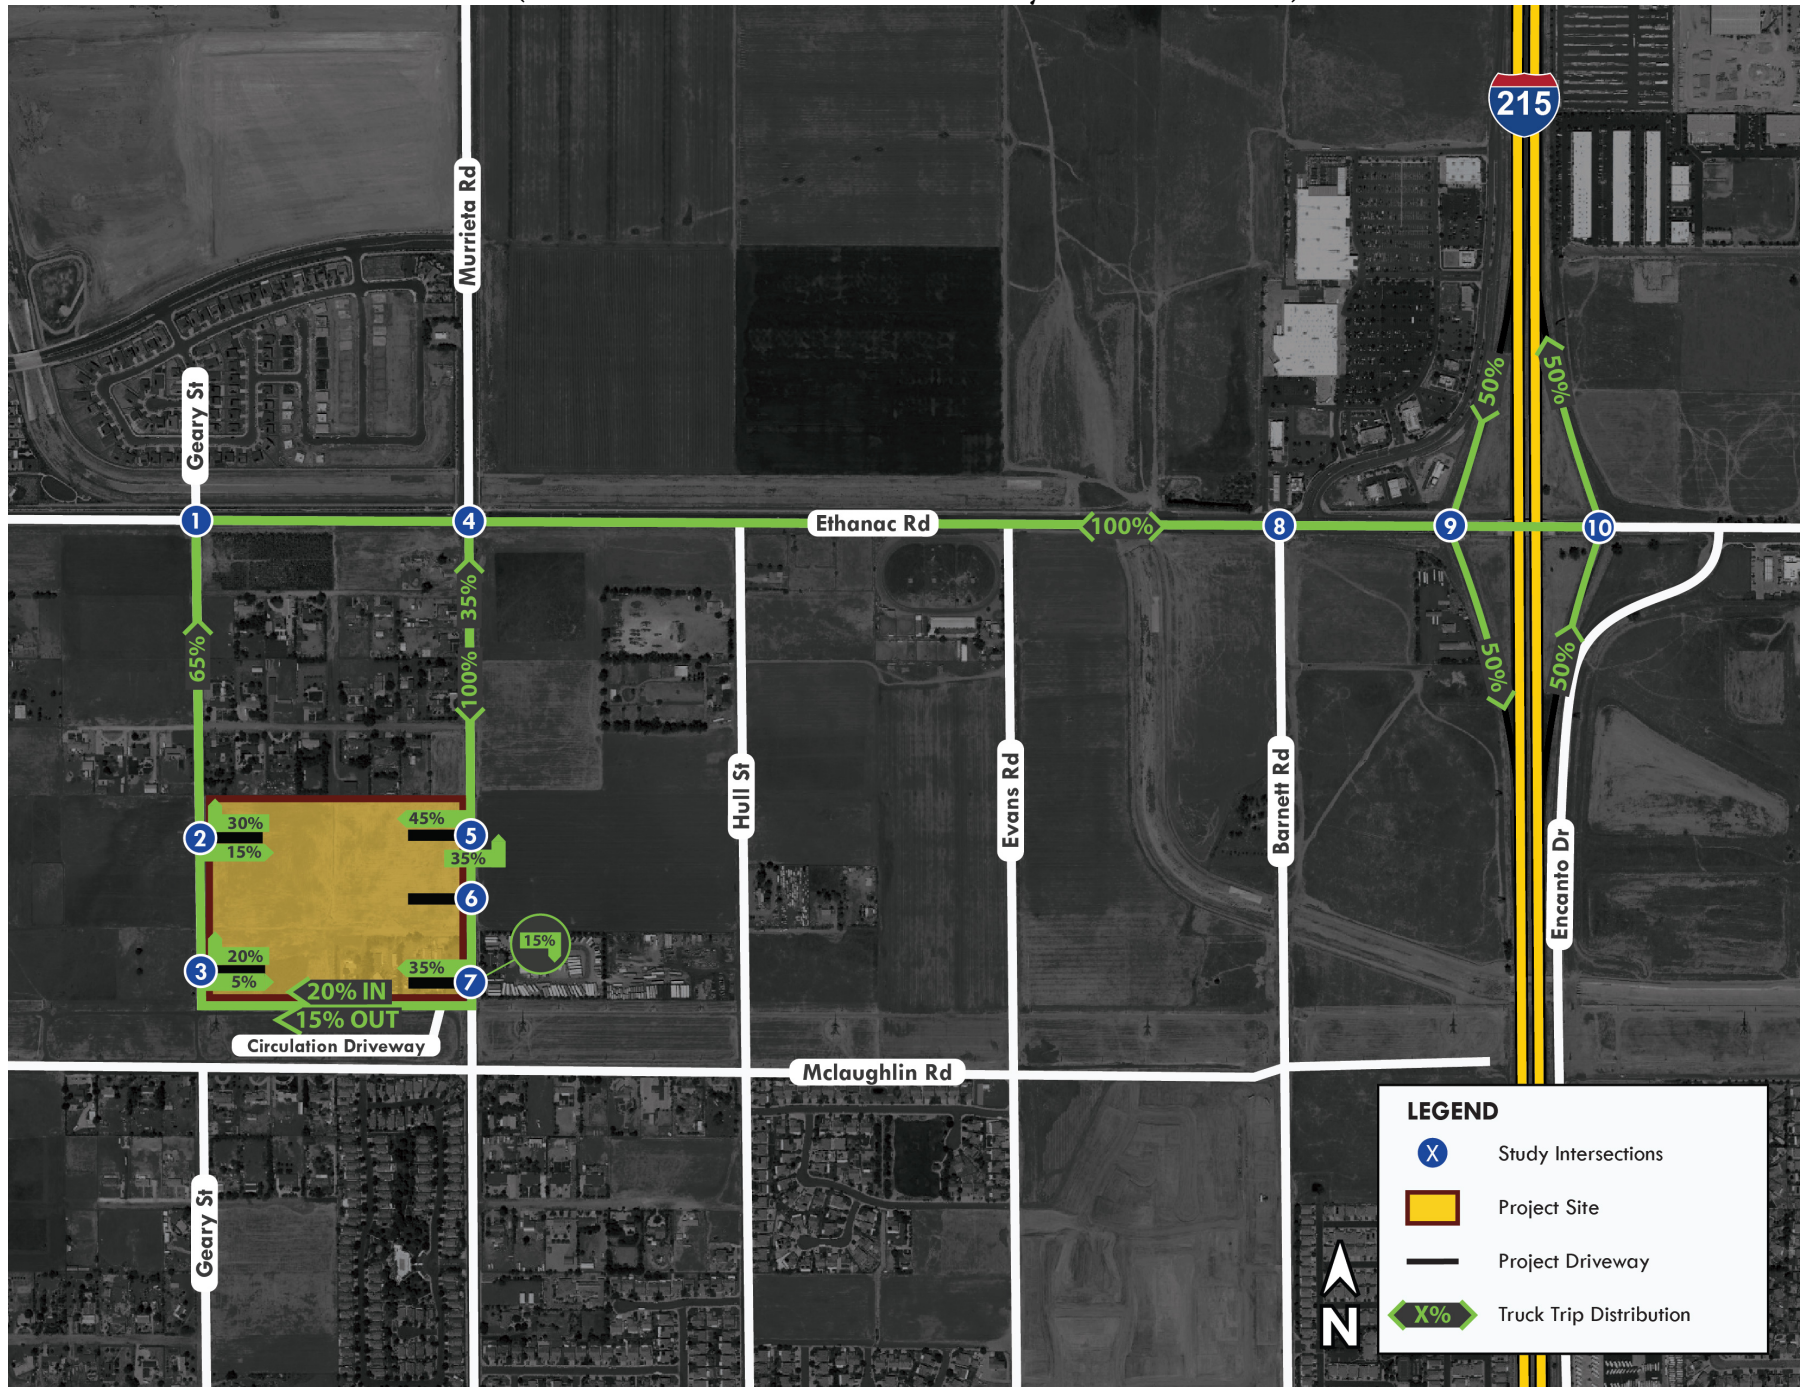 215
Murrieta Rd
Geary St
50%
50%
1
4
Ethanac Rd
100%
8
9
10
35%
65%
100%
50%
50%
Hull St
Evans Rd
Barnett Rd
Encanto Dr
2
30%
15%
45%
5
35%
6
15%
3
20%
5%
35%
7
20% IN
15% OUT
Circulation Driveway
Mclaughlin Rd
Geary St
N
LEGEND
X Study Intersections
Project Site
Project Driveway
X% Truck Trip Distribution